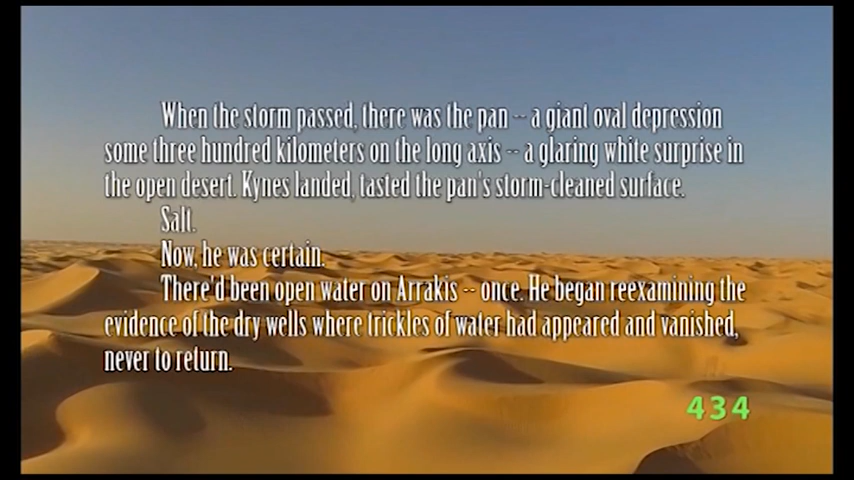 When the storm passed, there was the pan -- a giant oval depression
some three hundred kilometers on the long axis -- a glaring white surprise in
the open desert. Kynes landed, tasted the pan's storm-cleaned surface.
Salt.
Now, he was certain.
There'd been open water on Arrakis -- once. He began reexamining the
evidence of the dry wells where trickles of water had appeared and vanished,
never to return.
434